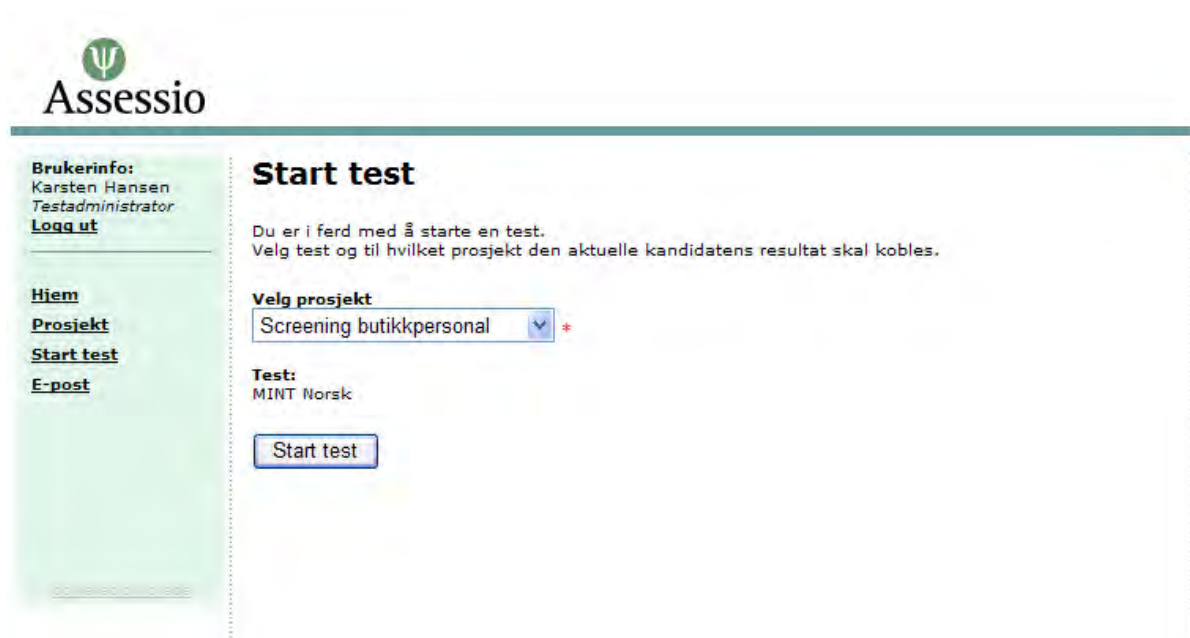 Ψ
Assessio
Brukerinfo:
Karsten Hansen
Testadministrator
Logg ut
Hjem
Prosjekt
Start test
E-post
Start test
Du er i ferd med å starte en test.
Velg test og til hvilket prosjekt den aktuelle kandidatens resultat skal kobles.
Velg prosjekt
Screening butikkpersonal *
Test:
MINT Norsk
Start test